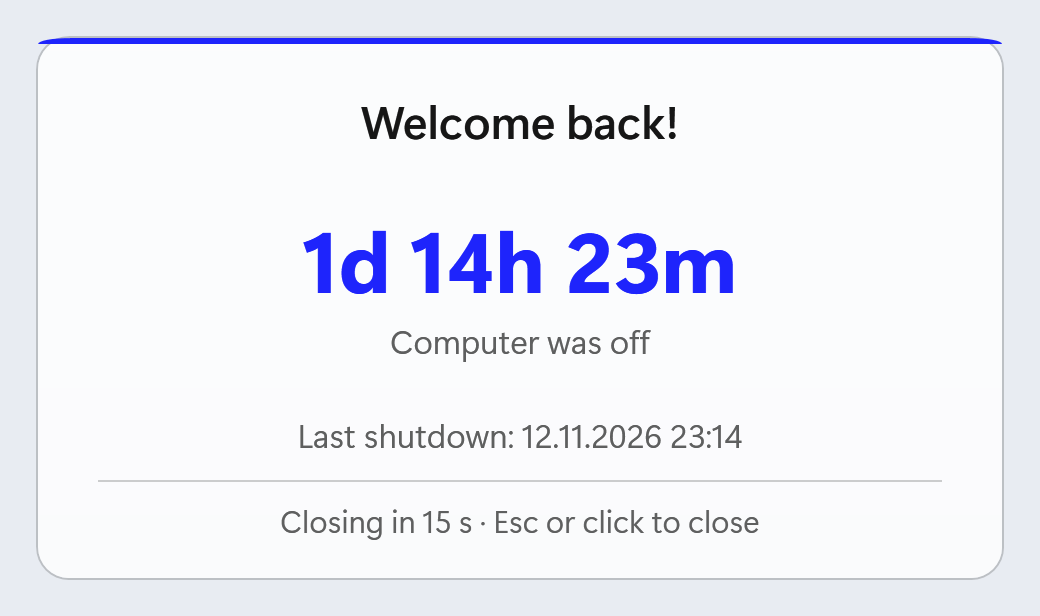 Welcome back!
1d 14h 23m
Computer was off
Last shutdown: 12.11.2026 23:14
Closing in 15 s · Esc or click to close